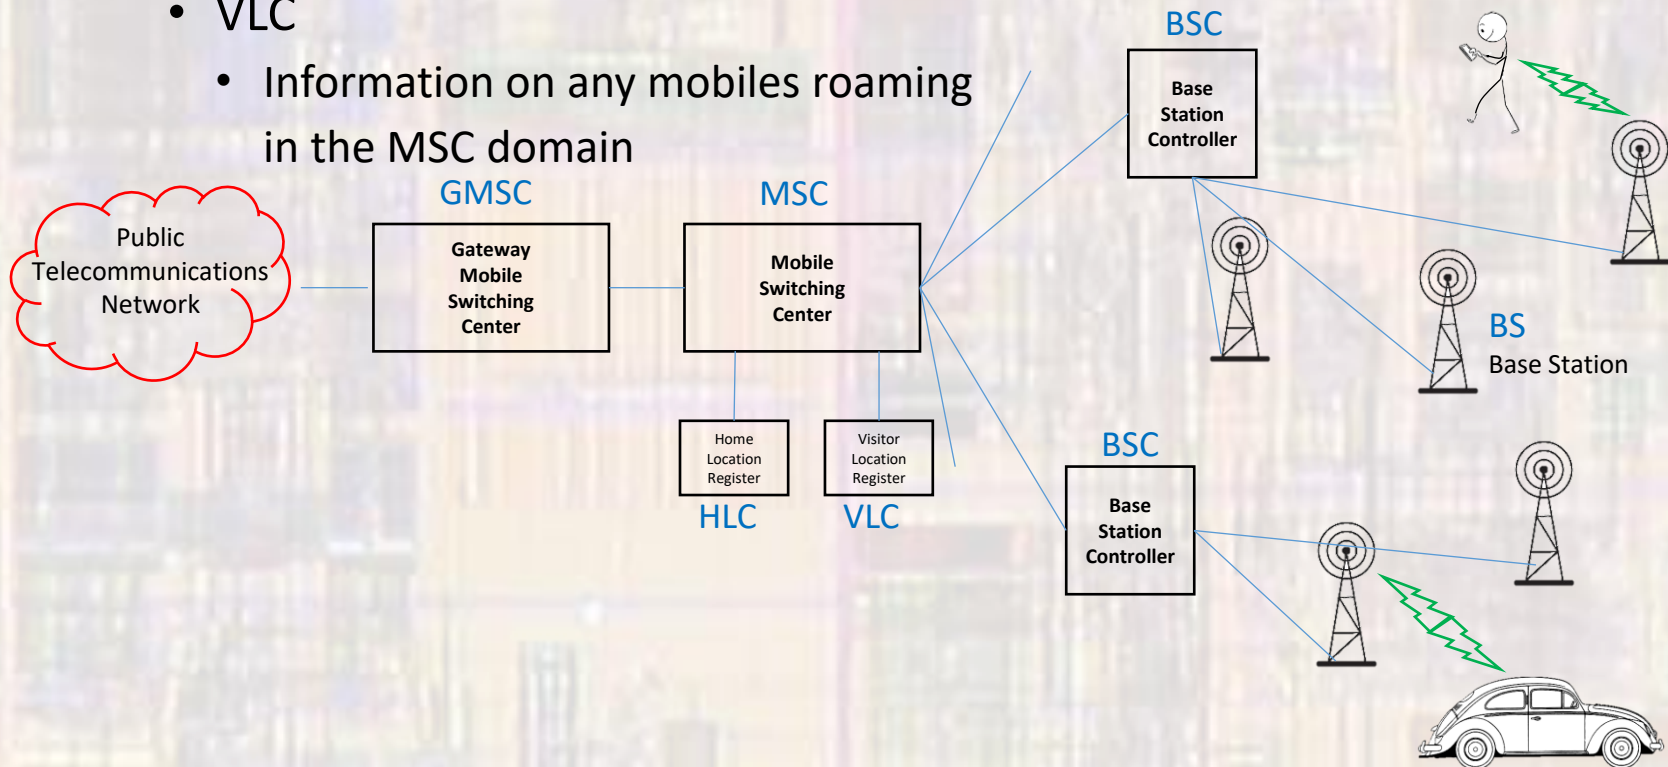 • VLC
• Information on any mobiles roaming
in the MSC domain
Public
Telecommunications
Network
GMSC
Gateway
Mobile
Switching
Center
MSC
Mobile
Switching
Center
Home
Location
Register
HLC
Visitor
Location
Register
VLC
BSC
Base
Station
Controller
BS
Base Station
BSC
Base
Station
Controller